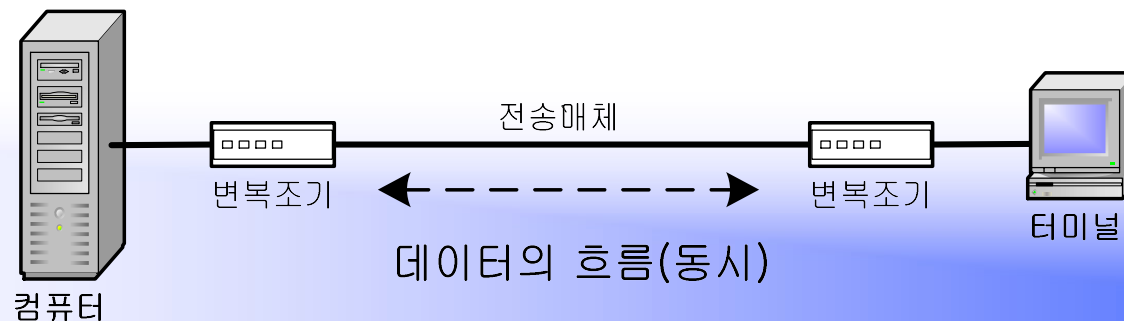 전송매체
변복조기
변복조기
터미널
데이터의 흐름(동시)
컴퓨터